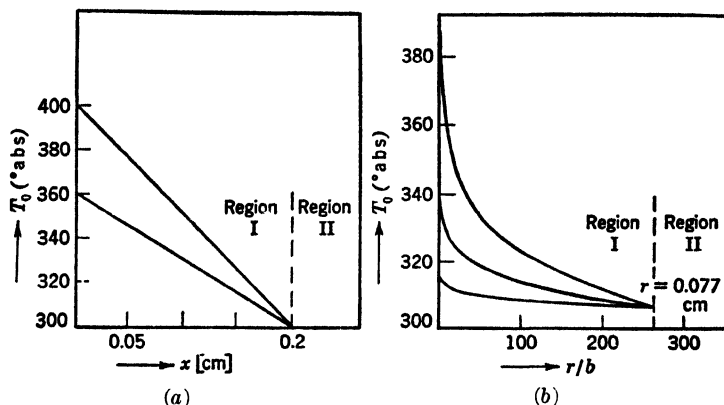 400
360
340
320
300
T₀ (°abs)
Region
I
Region
II
0.05
0.2
x [cm]
(a)
380
360
340
320
300
T₀ (°abs)
Region
I
Region
II
r = 0.077
cm
100
200
300
r/b
(b)